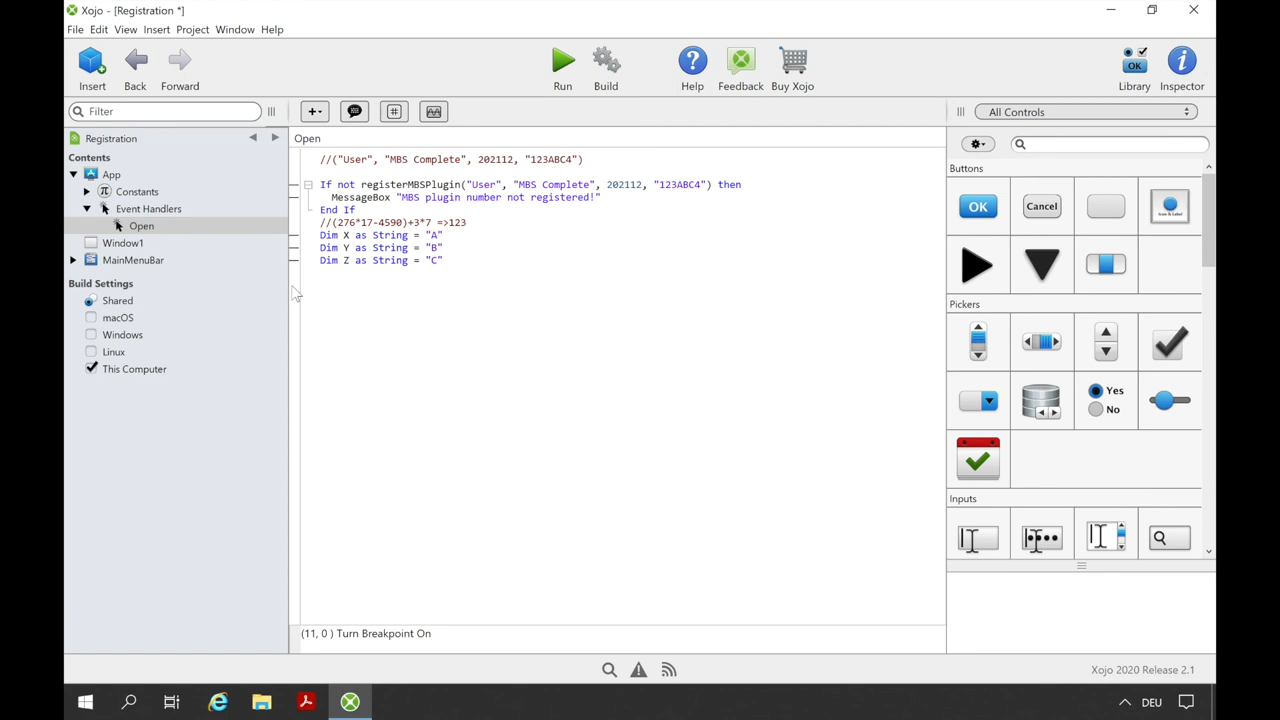 Xojo - [Registration *]
File Edit View Insert Project Window Help
Insert Back Forward Run Build Help Feedback Buy Xojo Library Inspector
OK
Filter
All Controls
Registration
Open
Contents
App
Constants
Event Handlers
Open
Window1
MainMenuBar
Build Settings
Shared
macOS
Windows
Linux
This Computer
//("User", "MBS Complete", 202112, "123ABC4")
If not registerMBSPlugin("User", "MBS Complete", 202112, "123ABC4") then
MessageBox "MBS plugin number not registered!"
End If
//(276*17-4590)+3*7 =>123
Dim X as String = "A"
Dim Y as String = "B"
Dim Z as String = "C"
(11, 0 ) Turn Breakpoint On
Buttons
OK
Cancel
Icon & Label
Pickers
Yes
No
Inputs
Xojo 2020 Release 2.1
DEU